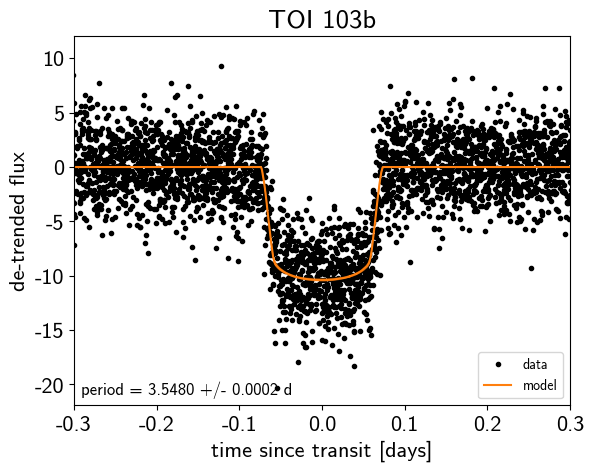 TOI 103b
10
5
0
-5
-10
-15
-20
de-trended flux
period = 3.5480 +/- 0.0002 d
data
model
-0.3 -0.2 -0.1 0.0 0.1 0.2 0.3
time since transit [days]